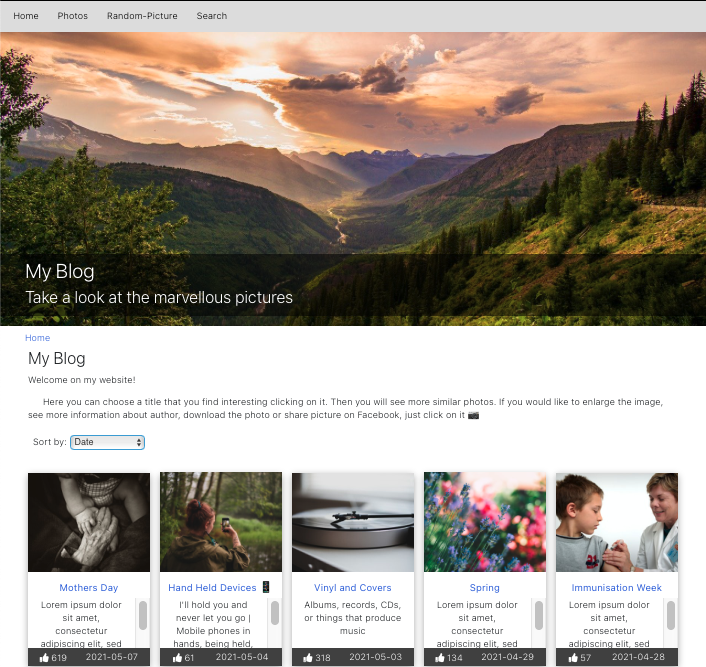 Home Photos Random-Picture Search
My Blog
Take a look at the marvellous pictures
Home
My Blog
Welcome on my website!
Here you can choose a title that you find interesting clicking on it. Then you will see more similar photos. If you would like to enlarge the image,
see more information about author, download the photo or share picture on Facebook, just click on it 📷
Sort by: Date
Mothers Day
Lorem ipsum dolor
sit amet,
consectetur
adipiscing elit, sed
619 2021-05-07
Hand Held Devices 📱
I'll hold you and
never let you go |
Mobile phones in
hands, being held,
61 2021-05-04
Vinyl and Covers
Albums, records, CDs,
or things that produce
music
318 2021-05-03
Spring
Lorem ipsum dolor
sit amet,
consectetur
adipiscing elit, sed
134 2021-04-29
Immunisation Week
Lorem ipsum dolor
sit amet,
consectetur
adipiscing elit, sed
57 2021-04-28